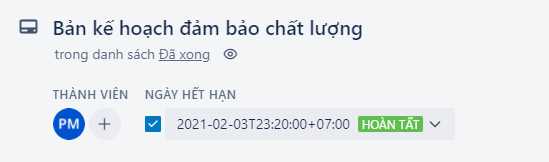 Bản kế hoạch đảm bảo chất lượng
trong danh sách Đã xong
THÀNH VIÊN NGÀY HẾT HẠN
PM + 2021-02-03T23:20:00+07:00 HOÀN TẤT